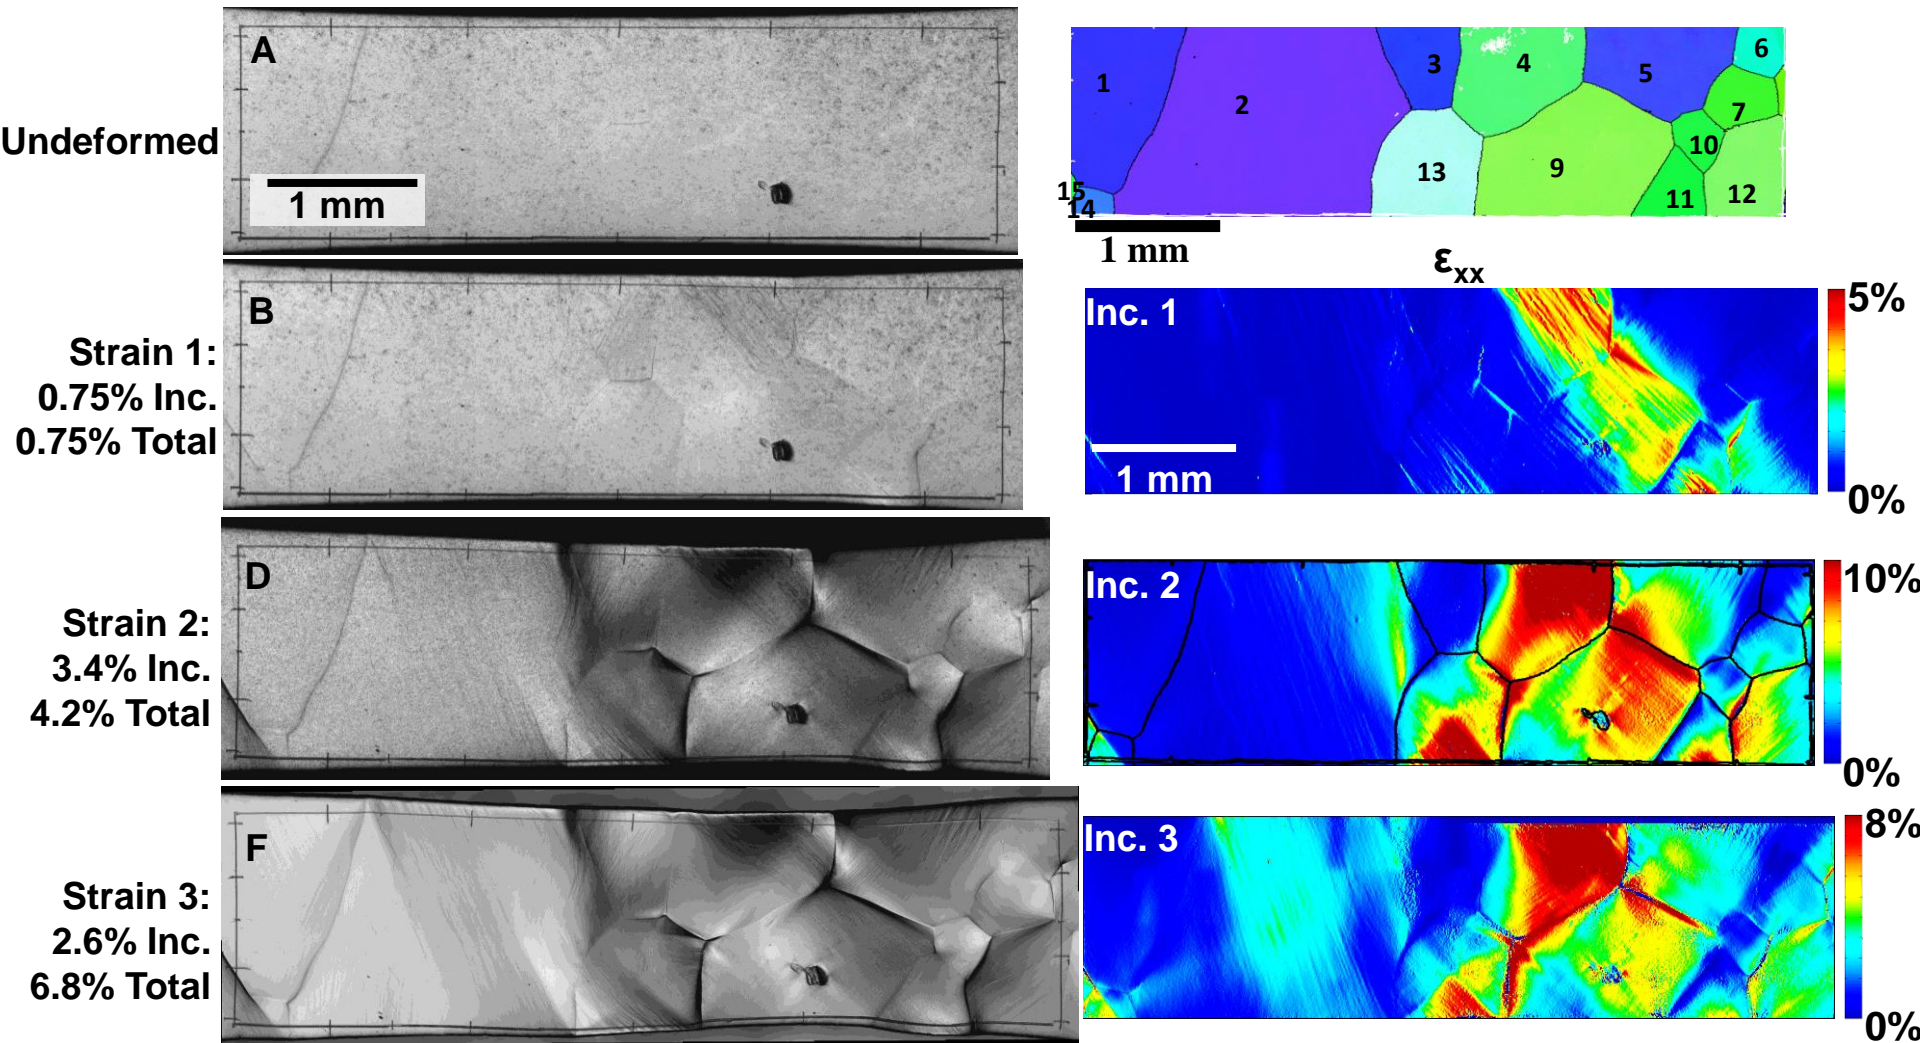 Undeformed
A
1 mm
1
2
3
4
5
6
7
9
10
11
12
13
14
15
1 mm
εxx
Strain 1:
0.75% Inc.
0.75% Total
B
Inc. 1
1 mm
5%
0%
Strain 2:
3.4% Inc.
4.2% Total
D
Inc. 2
10%
0%
Strain 3:
2.6% Inc.
6.8% Total
F
Inc. 3
8%
0%